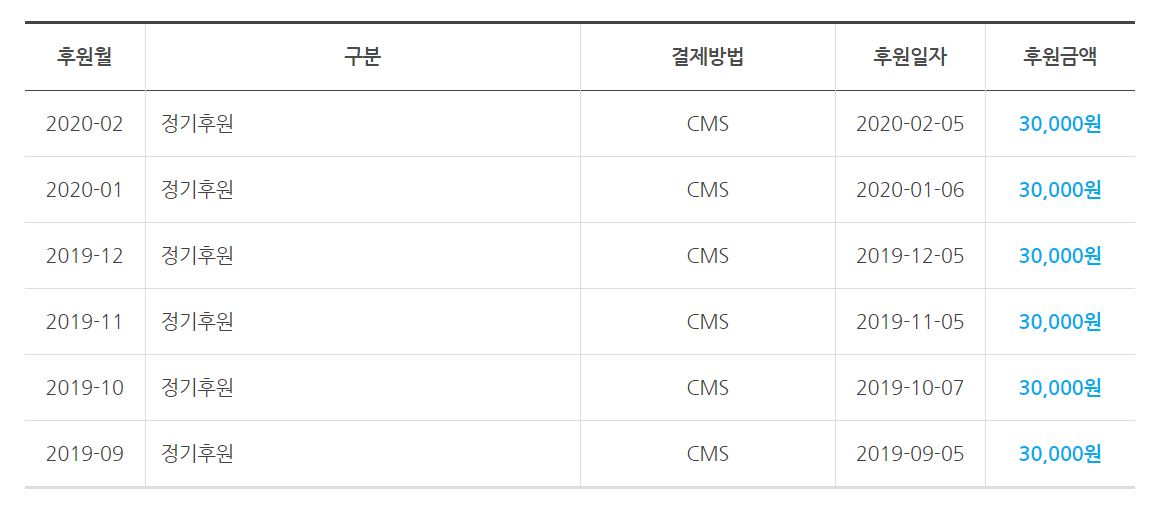 후원월 구분 결제방법 후원일자 후원금액
2020-02 정기후원 CMS 2020-02-05 30,000원
2020-01 정기후원 CMS 2020-01-06 30,000원
2019-12 정기후원 CMS 2019-12-05 30,000원
2019-11 정기후원 CMS 2019-11-05 30,000원
2019-10 정기후원 CMS 2019-10-07 30,000원
2019-09 정기후원 CMS 2019-09-05 30,000원